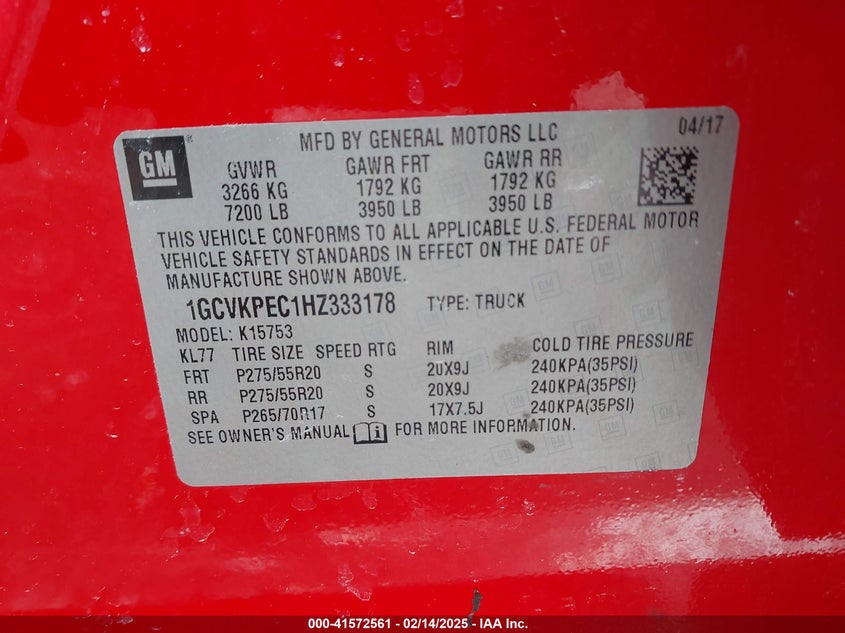 MFD BY GENERAL MOTORS LLC 04/17
GM
GVWR GAWR FRT GAWR RR
3266 KG 1792 KG 1792 KG
7200 LB 3950 LB 3950 LB
THIS VEHICLE CONFORMS TO ALL APPLICABLE U.S. FEDERAL MOTOR
VEHICLE SAFETY STANDARDS IN EFFECT ON THE DATE OF
MANUFACTURE SHOWN ABOVE.
1GCVKPEC1HZ333178 TYPE: TRUCK
MODEL: K15753
KL77 TIRE SIZE SPEED RTG RIM COLD TIRE PRESSURE
FRT P275/55R20 S 20X9J 240KPA(35PSI)
RR P275/55R20 S 20X9J 240KPA(35PSI)
SPA P265/70R17 S 17X7.5J 240KPA(35PSI)
SEE OWNER'S MANUAL FOR MORE INFORMATION.
000-41572561 - 02/14/2025 - IAA Inc.